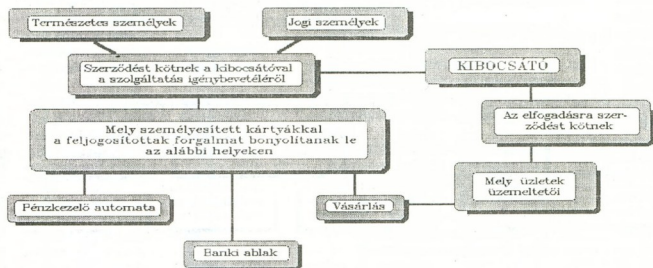 Természetes személyek
Jogi személyek
Szerződést kötnek a kibocsátóval
a szolgáltatás igénybevételéről
KIBOCSÁTÓ
Mely személyesített kártyákkal
a feljogosítottak forgalmat bonyolítanak le
az alábbi helyeken
Az elfogadásra szer-
ződést kötnek
Mely üzletek
üzemeltetői
Pénzkezelő automata
Vásárlás
Banki ablak